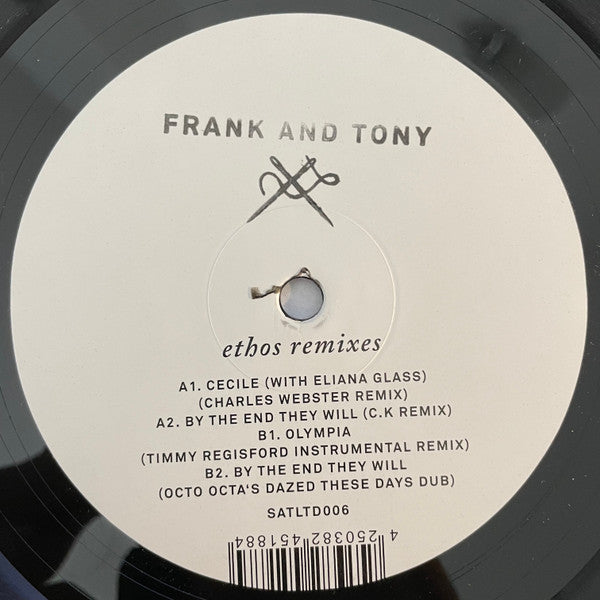 FRANK AND TONY
ethos remixes
A1. CECILE (WITH ELIANA GLASS)
(CHARLES WEBSTER REMIX)
A2. BY THE END THEY WILL (C.K REMIX)
B1. OLYMPIA
(TIMMY REGISFORD INSTRUMENTAL REMIX)
B2. BY THE END THEY WILL
(OCTO OCTA'S DAZED THESE DAYS DUB)
SATLTD006
4 250382 451884